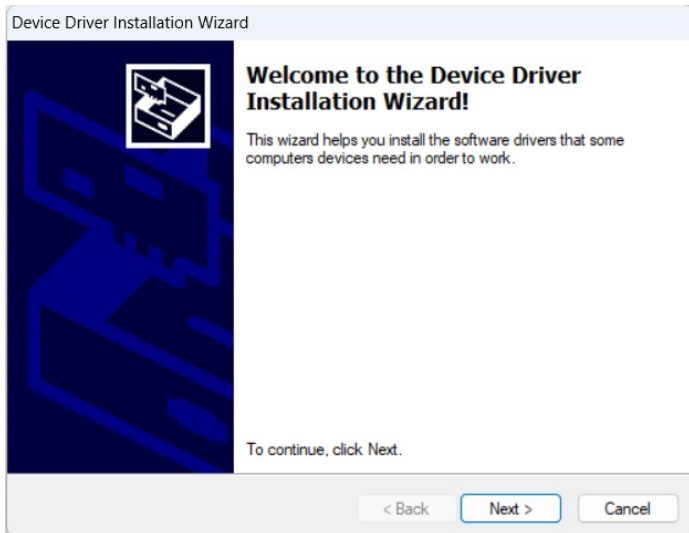 Device Driver Installation Wizard
Welcome to the Device Driver
Installation Wizard!
This wizard helps you install the software drivers that some
computers devices need in order to work.
To continue, click Next.
< Back
Next >
Cancel